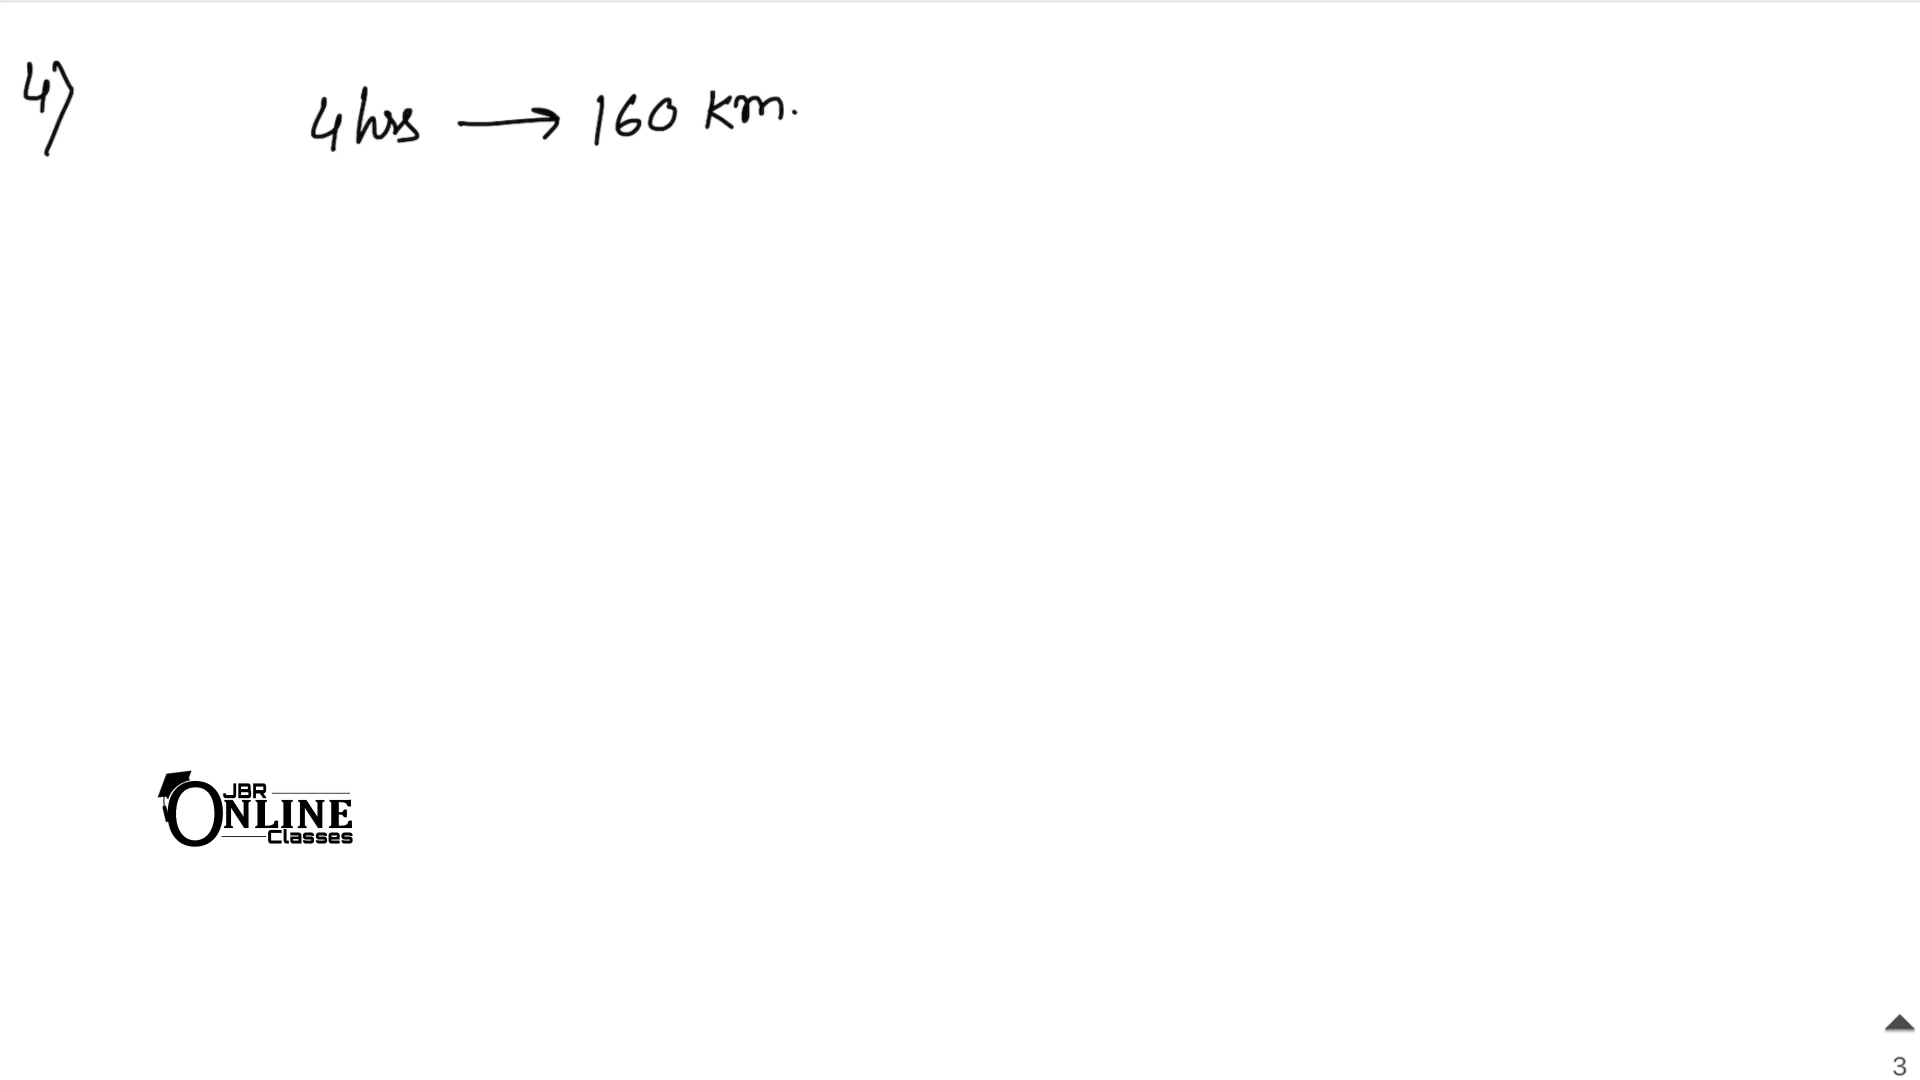 4) 4 hrs → 160 km.
JBR
ONLINE
Classes
3